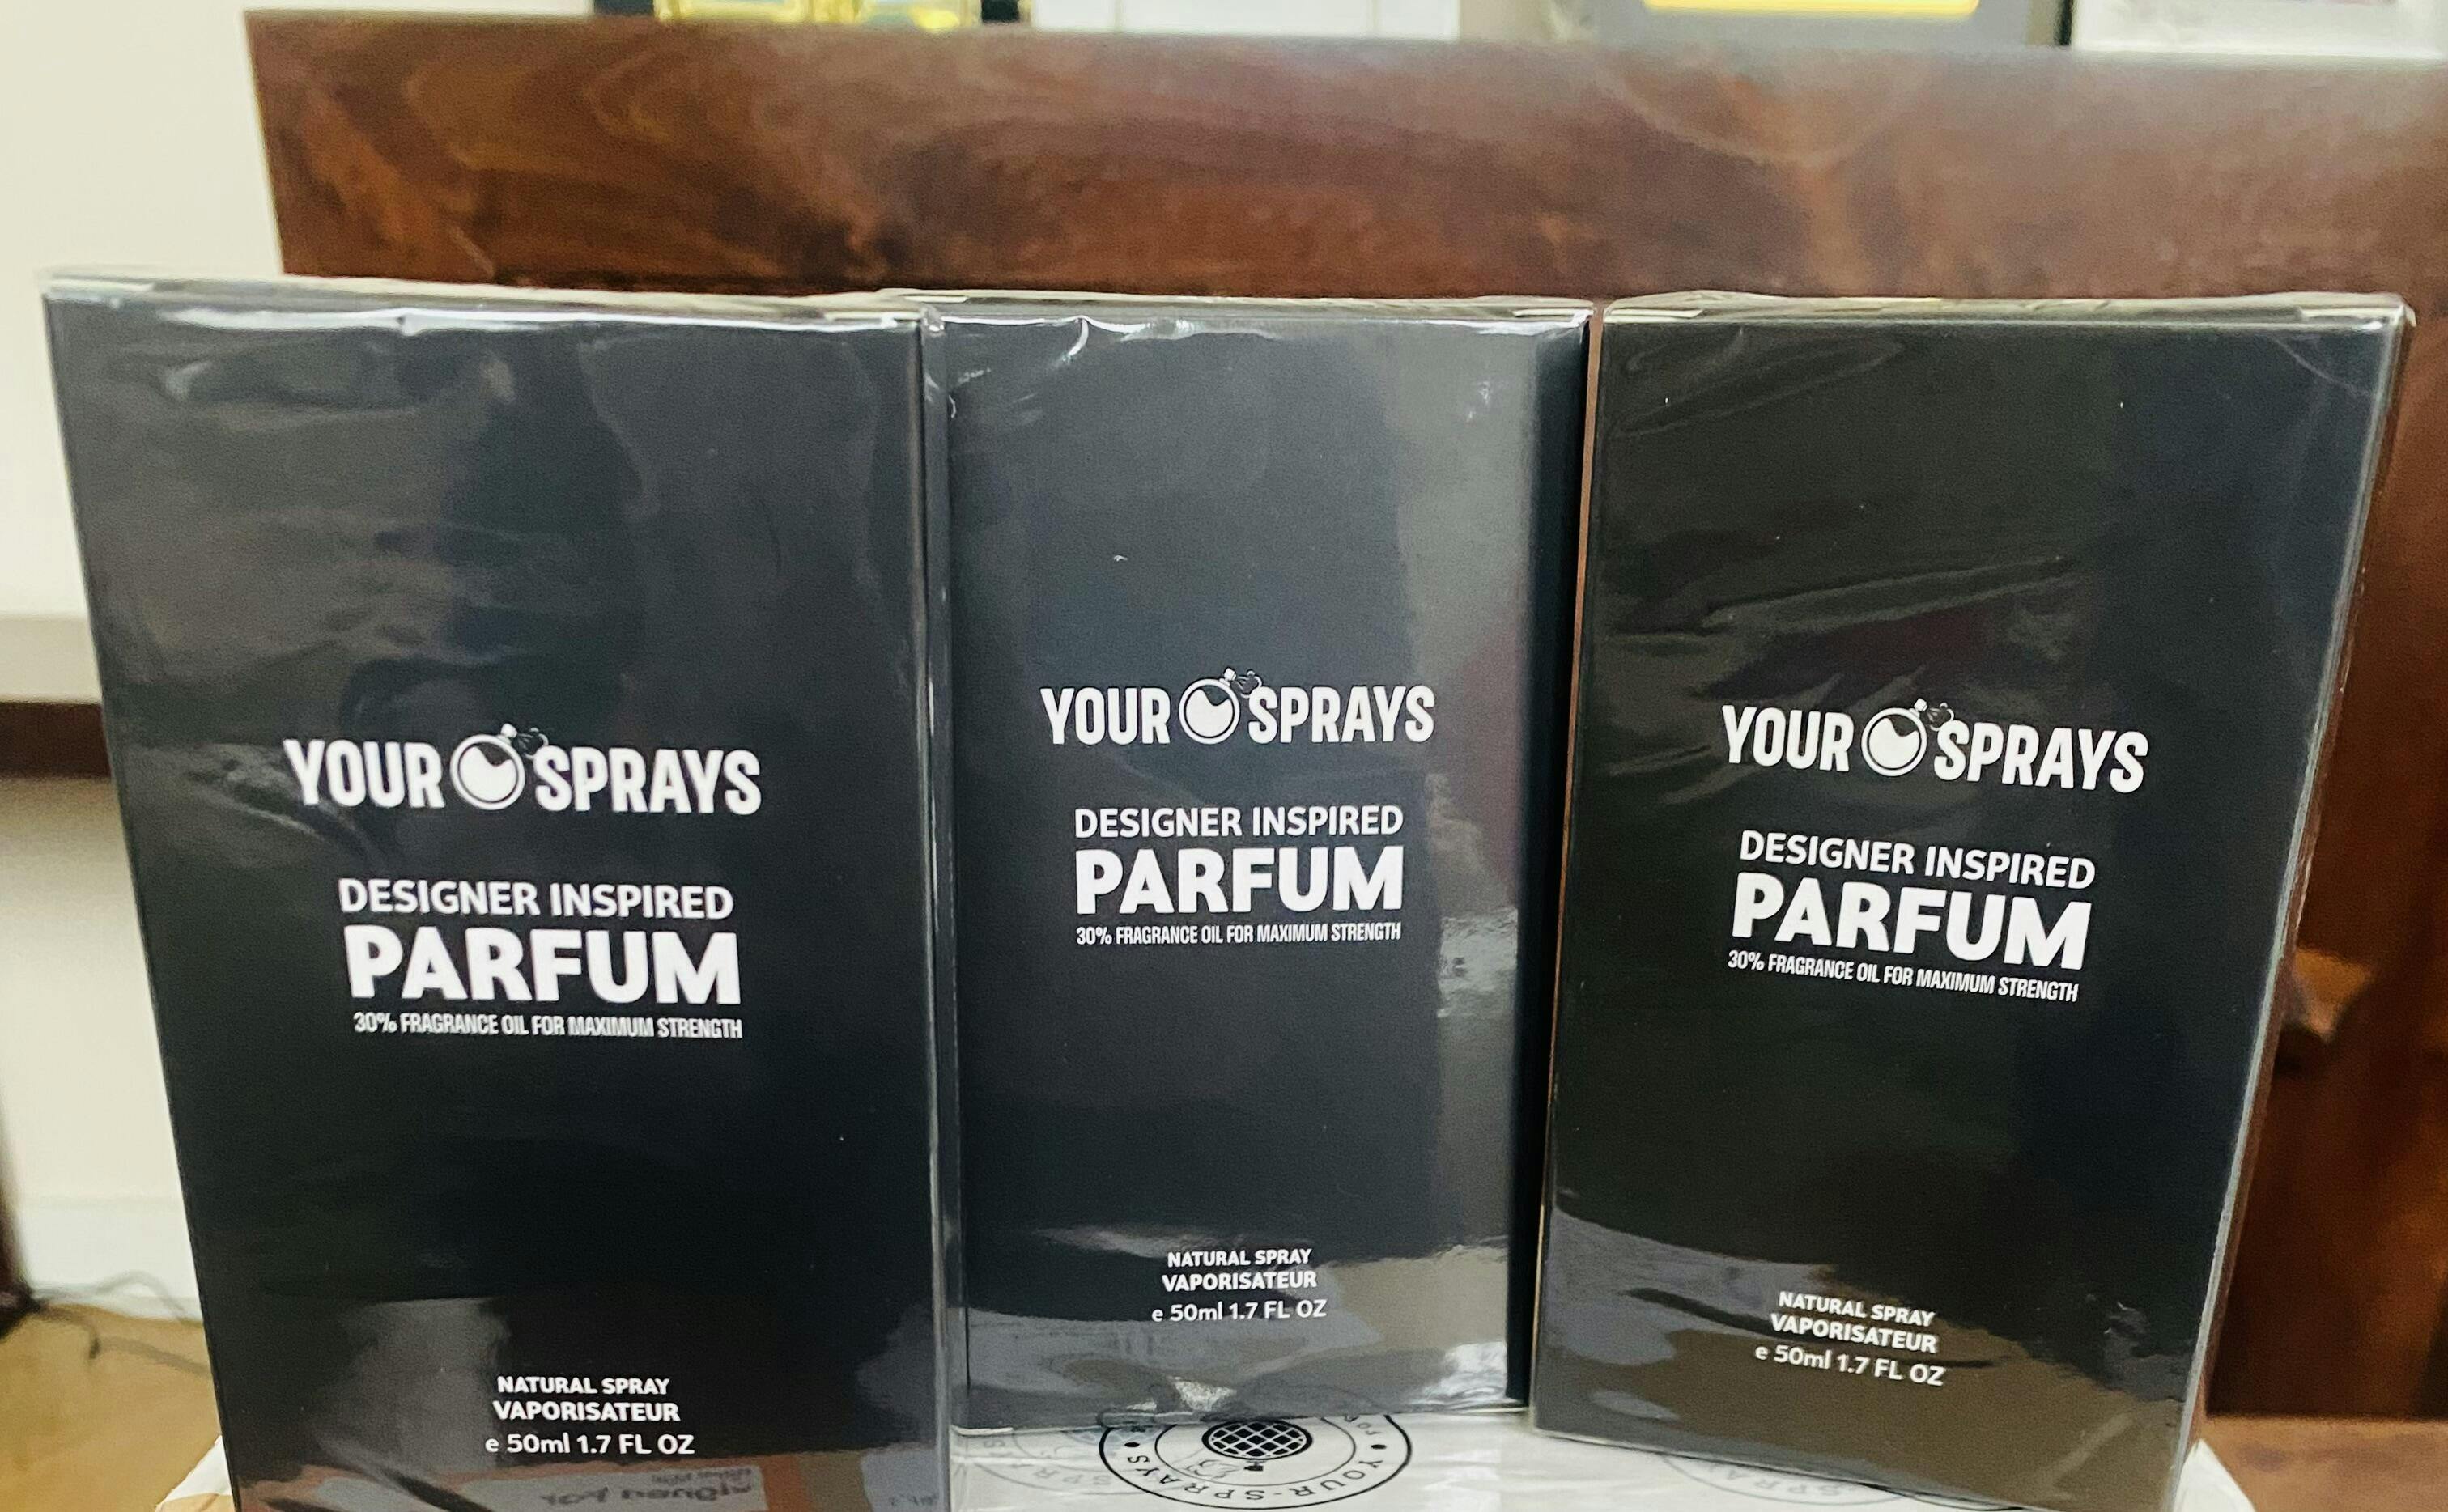 YOUR SPRAYS
DESIGNER INSPIRED
PARFUM
30% FRAGRANCE OIL FOR MAXIMUM STRENGTH
NATURAL SPRAY
VAPORISATEUR
e 50ml 1.7 FL OZ
YOUR SPRAYS
DESIGNER INSPIRED
PARFUM
30% FRAGRANCE OIL FOR MAXIMUM STRENGTH
NATURAL SPRAY
VAPORISATEUR
e 50ml 1.7 FL OZ
YOUR SPRAYS
DESIGNER INSPIRED
PARFUM
30% FRAGRANCE OIL FOR MAXIMUM STRENGTH
NATURAL SPRAY
VAPORISATEUR
e 50ml 1.7 FL OZ
YOUR-SPRAYS